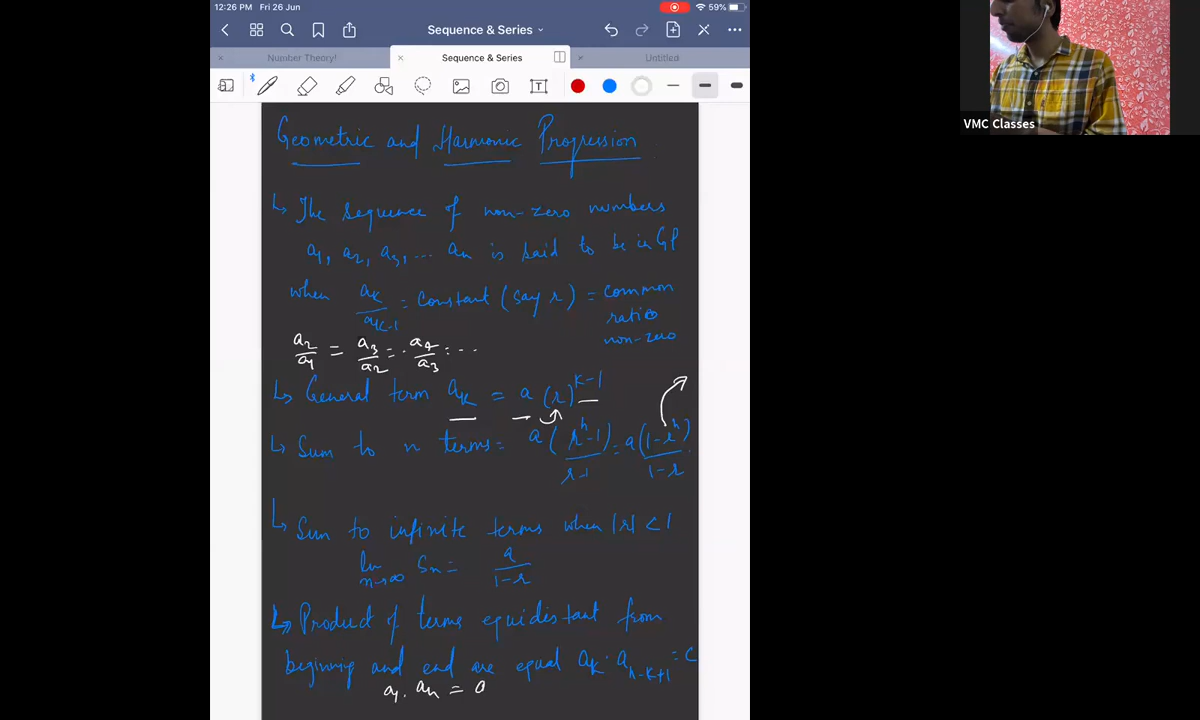 12:26 PM Fri 26 Jun
59%
Sequence & Series
Number Theory!
Sequence & Series
Untitled
VMC Classes
Geometric and Harmonic Progression
↳ The sequence of non-zero numbers
a1, a2, a3, ... an is said to be in GP
when ak/ak-1 = constant (say r) = common ratio non-zero
a2/a1 = a3/a2 = a4/a3 ...
↳ General term ak = a (r)^k-1
↳ Sum to n terms = a(r^n-1/r-1) = a(1-r^n/1-r)
↳ Sum to infinite terms when |r| < 1
lim n→∞ Sn = a/1-r
↳ Product of terms equidistant from
beginning and end are equal ak · an-k+1 = c
a1 . an = a